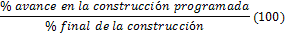 % avance en la construcción programada
% final de la construcción
(100)